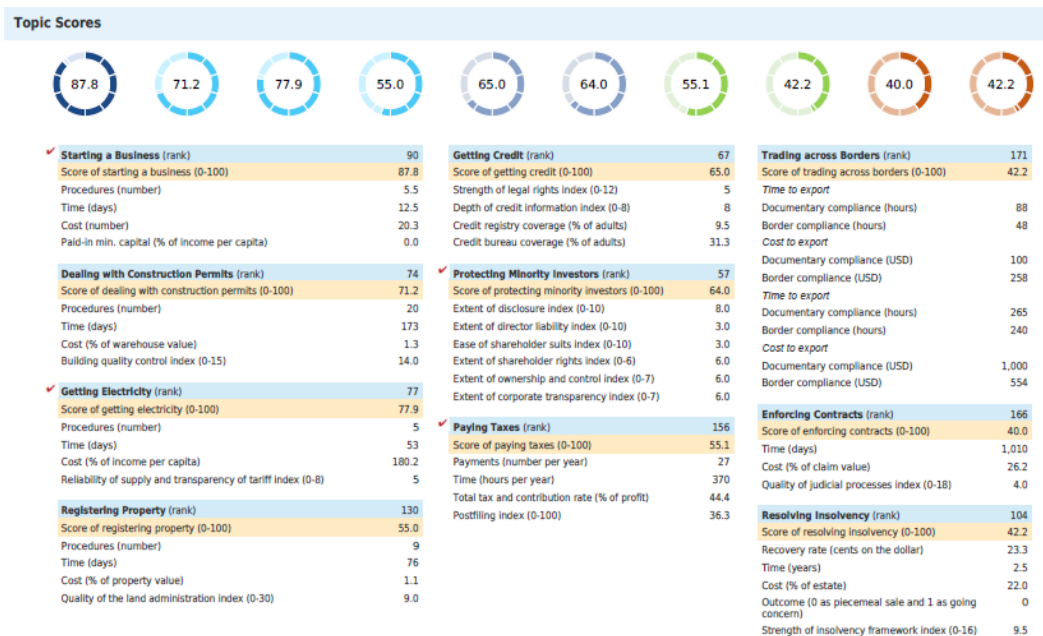 Topic Scores
87.8
71.2
77.9
55.0
65.0
64.0
55.1
42.2
40.0
42.2
Starting a Business (rank) 90
Score of starting a business (0-100) 87.8
Procedures (number) 5.5
Time (days) 12.5
Cost (number) 20.3
Paid-in min. capital (% of income per capita) 0.0
Dealing with Construction Permits (rank) 74
Score of dealing with construction permits (0-100) 71.2
Procedures (number) 20
Time (days) 173
Cost (% of warehouse value) 1.3
Building quality control index (0-15) 14.0
Getting Electricity (rank) 77
Score of getting electricity (0-100) 77.9
Procedures (number) 5
Time (days) 53
Cost (% of income per capita) 180.2
Reliability of supply and transparency of tariff index (0-8) 5
Registering Property (rank) 130
Score of registering property (0-100) 55.0
Procedures (number) 9
Time (days) 76
Cost (% of property value) 1.1
Quality of the land administration index (0-30) 9.0
Getting Credit (rank) 67
Score of getting credit (0-100) 65.0
Strength of legal rights index (0-12) 5
Depth of credit information index (0-8) 8
Credit registry coverage (% of adults) 9.5
Credit bureau coverage (% of adults) 31.3
Protecting Minority Investors (rank) 57
Score of protecting minority investors (0-100) 64.0
Extent of disclosure index (0-10) 8.0
Extent of director liability index (0-10) 3.0
Ease of shareholder suits index (0-10) 3.0
Extent of shareholder rights index (0-6) 6.0
Extent of ownership and control index (0-7) 6.0
Extent of corporate transparency index (0-7) 6.0
Paying Taxes (rank) 156
Score of paying taxes (0-100) 55.1
Payments (number per year) 27
Time (hours per year) 370
Total tax and contribution rate (% of profit) 44.4
Postfiling index (0-100) 36.3
Trading across Borders (rank) 171
Score of trading across borders (0-100) 42.2
Time to export
Documentary compliance (hours) 88
Border compliance (hours) 48
Cost to export
Documentary compliance (USD) 100
Border compliance (USD) 258
Time to export
Documentary compliance (hours) 265
Border compliance (hours) 240
Cost to export
Documentary compliance (USD) 1,000
Border compliance (USD) 554
Enforcing Contracts (rank) 166
Score of enforcing contracts (0-100) 40.0
Time (days) 1,010
Cost (% of claim value) 26.2
Quality of judicial processes index (0-18) 4.0
Resolving Insolvency (rank) 104
Score of resolving insolvency (0-100) 42.2
Recovery rate (cents on the dollar) 23.3
Time (years) 2.5
Cost (% of estate) 22.0
Outcome (0 as piecemeal sale and 1 as going 0
concern)
Strength of insolvency framework index (0-16) 9.5